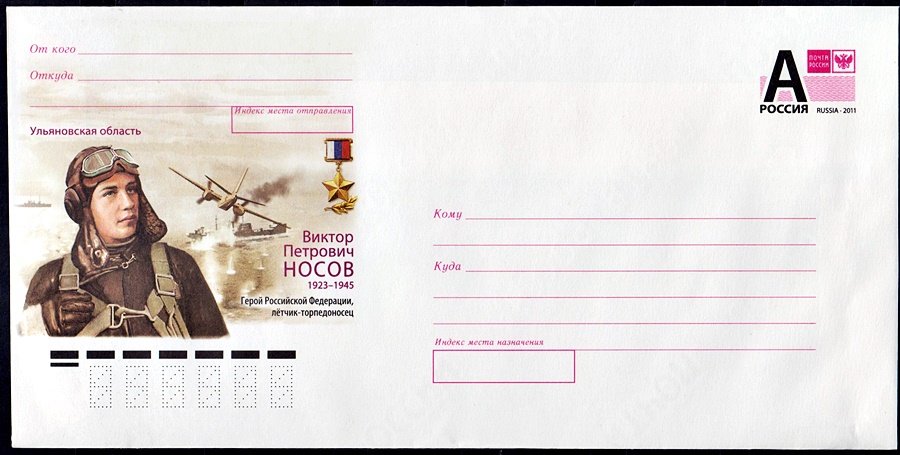 От кого
Откуда
Индекс места отправления
Ульяновская область
Виктор
Петрович
НОСОВ
1923–1945
Герой Российской Федерации,
лётчик-торпедоносец
А
ПОЧТА
РОССИИ
РОССИЯ
RUSSIA · 2011
Кому
Куда
Индекс места назначения